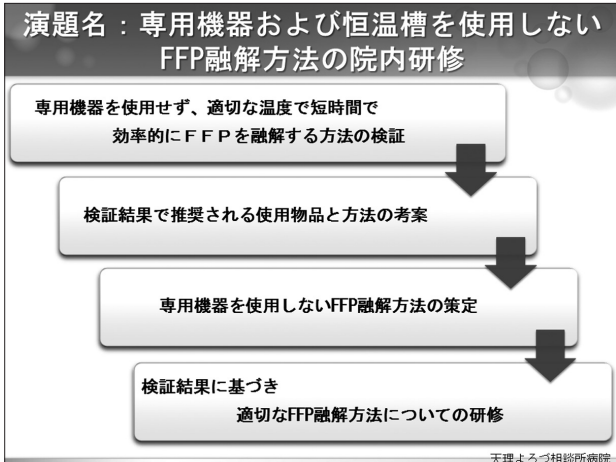 演題名：専用機器および恒温槽を使用しない
FFP融解方法の院内研修
専用機器を使用せず、適切な温度で短時間で
効率的にＦＦＰを融解する方法の検証
検証結果で推奨される使用物品と方法の考案
専用機器を使用しないFFP融解方法の策定
検証結果に基づき
適切なFFP融解方法についての研修
天理よろづ相談所病院